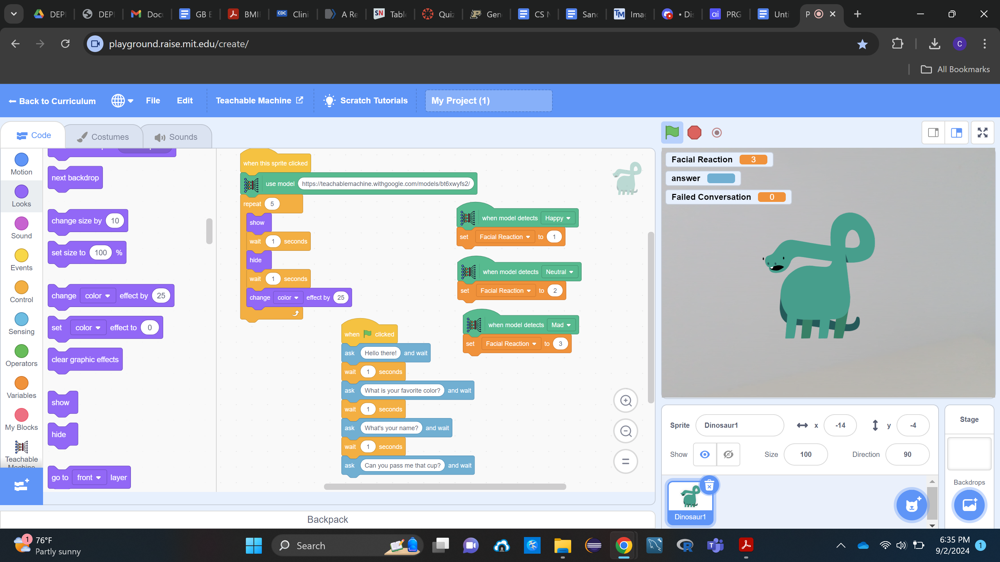 DEPI
DEPI
Docu
GB E
BMI
CDC
Clini
A Re
SN
Table
Quiz
Gen
CS N
Sand
TM
Imag
• Dis
ai
PRG
Unti
P
playground.raise.mit.edu/create/
C
All Bookmarks
Back to Curriculum
File
Edit
Teachable Machine
Scratch Tutorials
My Project (1)
Code
Costumes
Sounds
Motion
Looks
Sound
Events
Control
Sensing
Operators
Variables
My Blocks
Teachable
Machine
next backdrop
change size by 10
set size to 100 %
change color effect by 25
set color effect to 0
clear graphic effects
show
hide
go to front layer
when this sprite clicked
use model https://teachablemachine.withgoogle.com/models/bt6xwyfs2/
repeat 5
show
wait 1 seconds
hide
wait 1 seconds
change color effect by 25
when clicked
ask Hello there! and wait
wait 1 seconds
ask What is your favorite color? and wait
wait 1 seconds
ask What's your name? and wait
wait 1 seconds
ask Can you pass me that cup? and wait
when model detects Happy
set Facial Reaction to 1
when model detects Neutral
set Facial Reaction to 2
when model detects Mad
set Facial Reaction to 3
Facial Reaction 3
answer
Failed Conversation 0
Sprite Dinosaur1 x -14 y -4
Show Size 100 Direction 90
Dinosaur1
Stage
Backdrops
Backpack
1
76°F
Partly sunny
Search
6:35 PM
9/2/2024
1